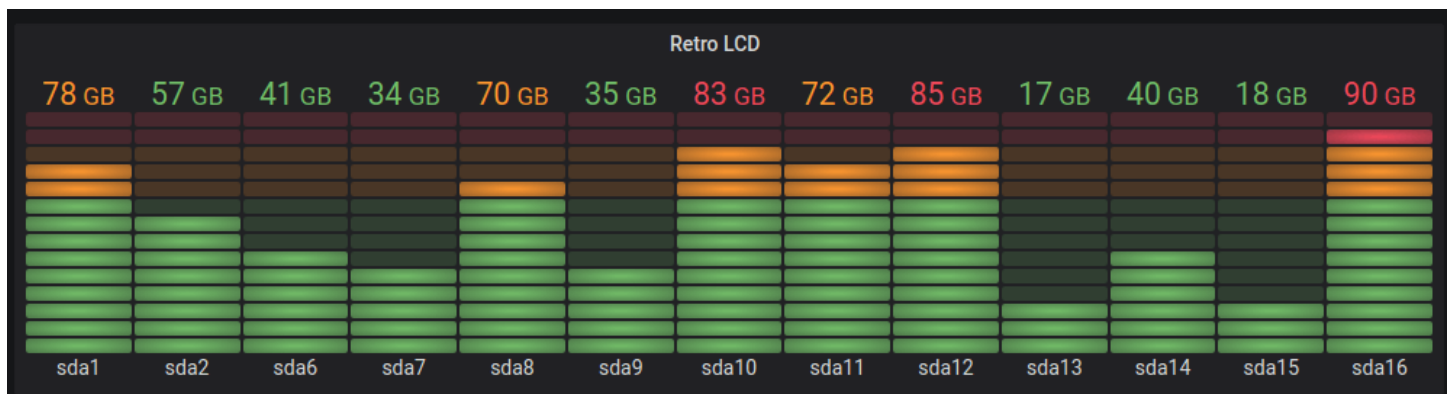 Retro LCD
78 GB 57 GB 41 GB 34 GB 70 GB 35 GB 83 GB 72 GB 85 GB 17 GB 40 GB 18 GB 90 GB
sda1 sda2 sda6 sda7 sda8 sda9 sda10 sda11 sda12 sda13 sda14 sda15 sda16